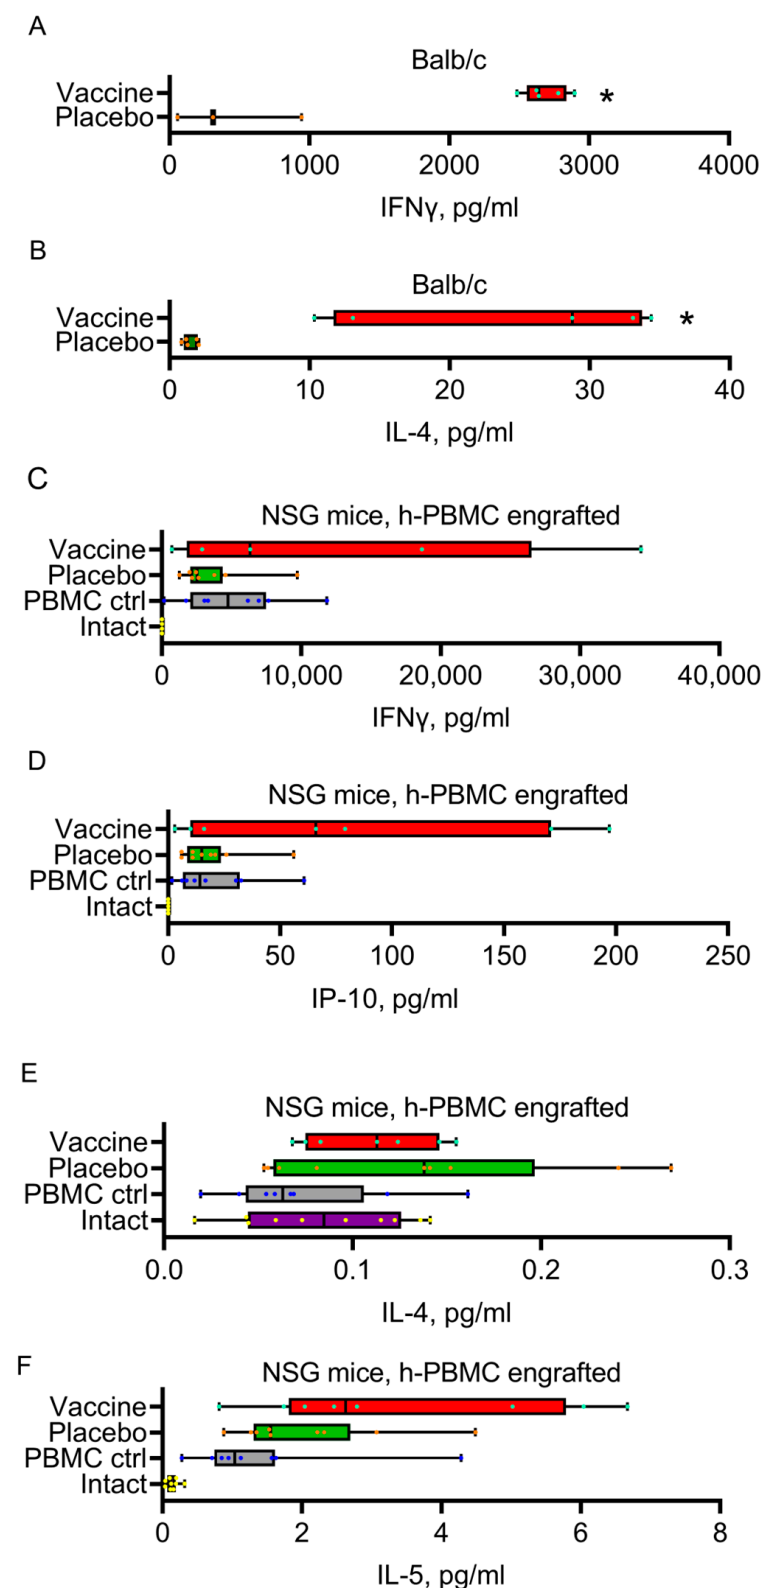 A
Balb/c
Vaccine
*
Placebo
0 1000 2000 3000 4000
IFNγ, pg/ml
B
Balb/c
Vaccine
*
Placebo
0 10 20 30 40
IL-4, pg/ml
C
NSG mice, h-PBMC engrafted
Vaccine
Placebo
PBMC ctrl
Intact
0 10,000 20,000 30,000 40,000
IFNγ, pg/ml
D
NSG mice, h-PBMC engrafted
Vaccine
Placebo
PBMC ctrl
Intact
0 50 100 150 200 250
IP-10, pg/ml
E
NSG mice, h-PBMC engrafted
Vaccine
Placebo
PBMC ctrl
Intact
0.0 0.1 0.2 0.3
IL-4, pg/ml
F
NSG mice, h-PBMC engrafted
Vaccine
Placebo
PBMC ctrl
Intact
0 2 4 6 8
IL-5, pg/ml